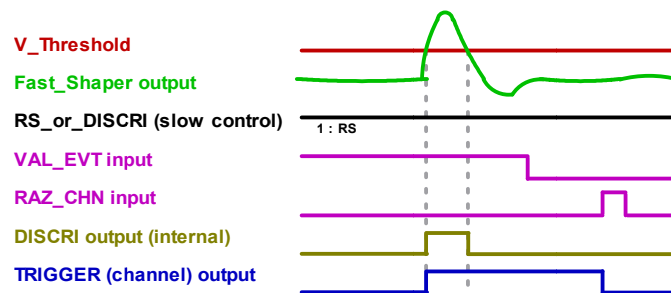 V_Threshold
Fast_Shaper output
RS_or_DISCRI (slow control)
1 : RS
VAL_EVT input
RAZ_CHN input
DISCRI output (internal)
TRIGGER (channel) output